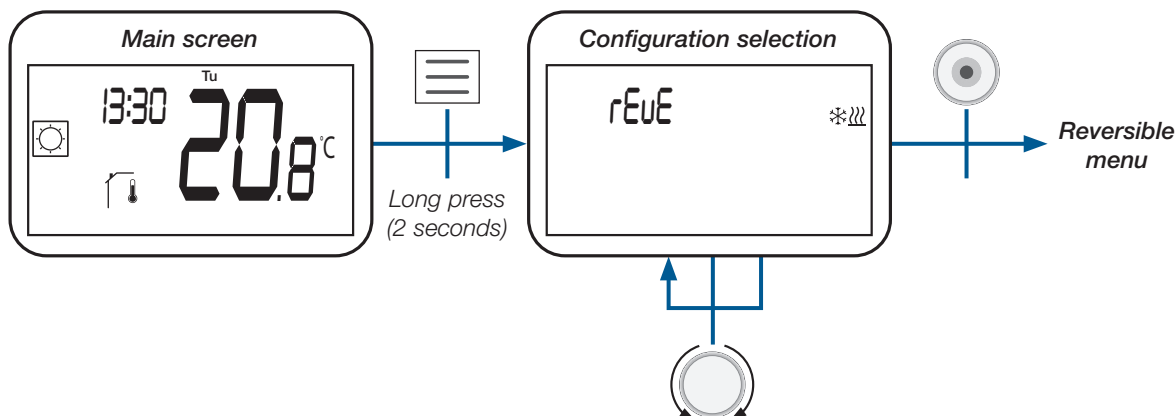 Main screen
Tu
13:30
20.8°C
Long press
(2 seconds)
Configuration selection
rEvE
Reversible
menu